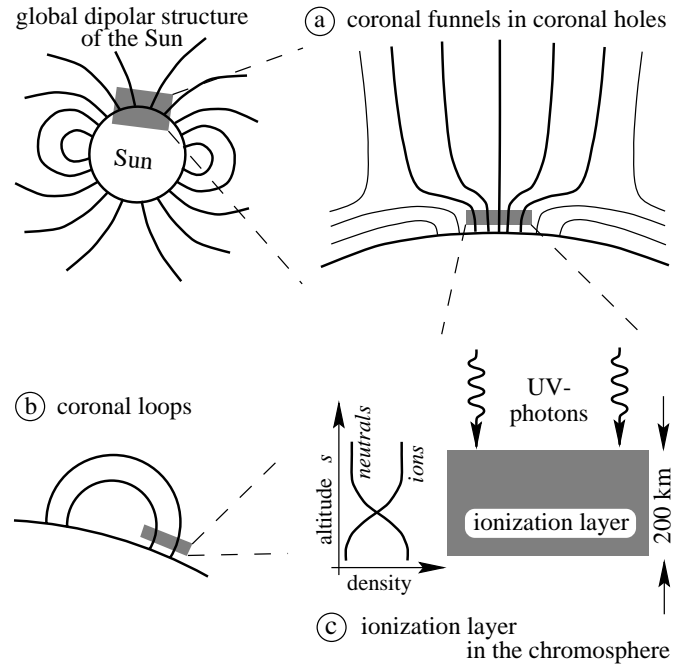 global dipolar structure
of the Sun
Sun
a coronal funnels in coronal holes
b coronal loops
UV-
photons
altitude s
neutrals
ions
density
ionization layer
200 km
c ionization layer
in the chromosphere